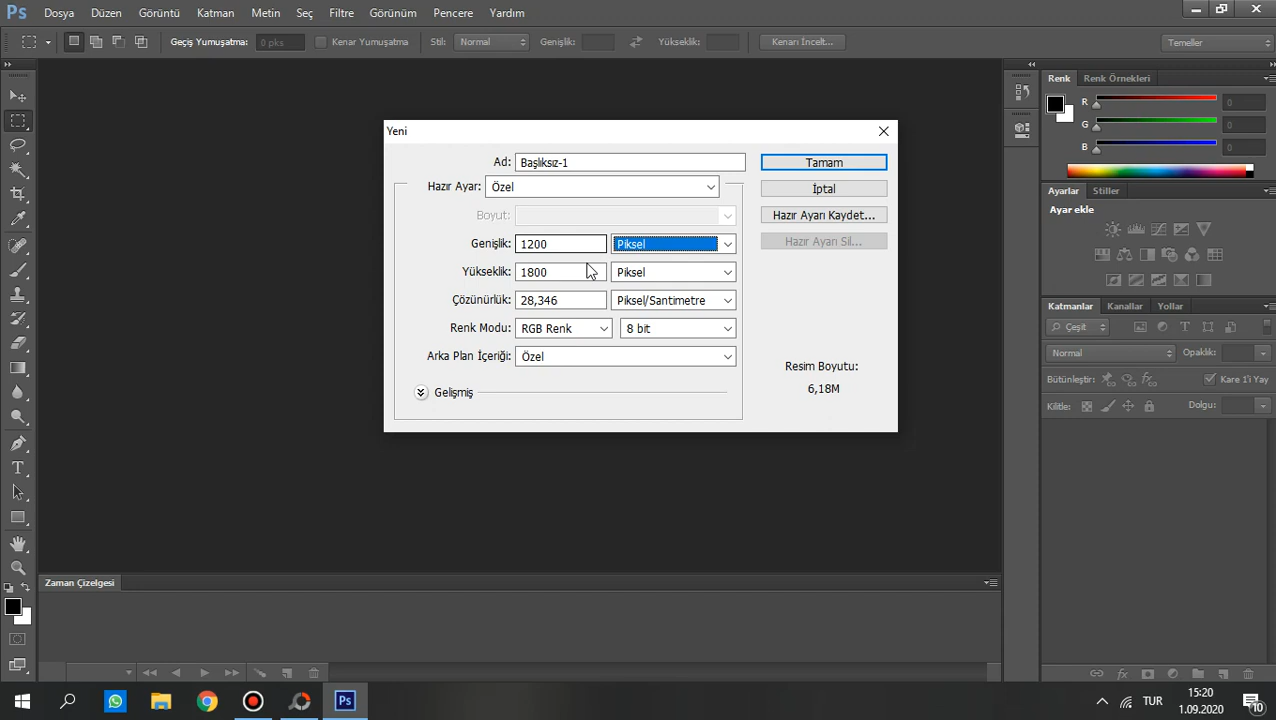 Ps Dosya Düzen Görüntü Katman Metin Seç Filtre Görünüm Pencere Yardım
Geçiş Yumuşatma: 0 pks Kenar Yumuşatma Stil: Normal Genişlik: Yükseklik: Kenarı İncelt... Temeller
Renk Renk Örnekleri
R 0
G 0
B 0
Ayarlar Stiller
Ayar ekle
Katmanlar Kanallar Yollar
Çeşit
Normal Opaklık:
Bütünleştir: Kare 1'i Yay
Kilitle: Dolgu:
Yeni
Ad: Başlıksız-1 Tamam
Hazır Ayar: Özel İptal
Boyut: Hazır Ayarı Kaydet...
Genişlik: 1200 Piksel Hazır Ayarı Sil...
Yükseklik: 1800 Piksel
Çözünürlük: 28,346 Piksel/Santimetre
Renk Modu: RGB Renk 8 bit
Arka Plan İçeriği: Özel
Resim Boyutu:
6,18M
Gelişmiş
Zaman Çizelgesi
fx
Ps TUR 15:20
1.09.2020
10